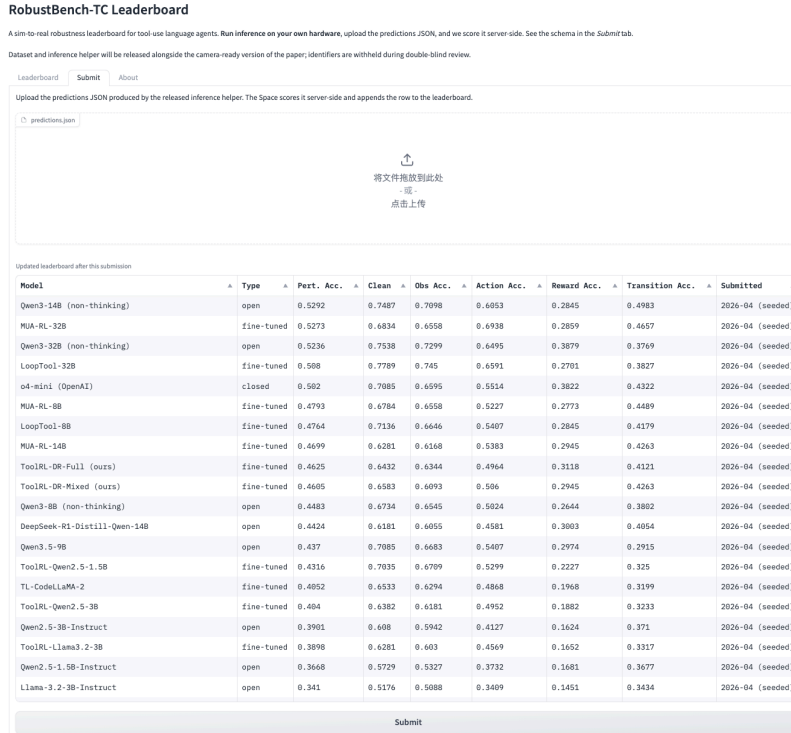 RobustBench-TC Leaderboard
A sim-to-real robustness leaderboard for tool-use language agents. Run inference on your own hardware, upload the predictions JSON, and we score it server-side. See the schema in the Submit tab.
Dataset and inference helper will be released alongside the camera-ready version of the paper; identifiers are withheld during double-blind review.
Leaderboard Submit About
Upload the predictions JSON produced by the released inference helper. The Space scores it server-side and appends the row to the leaderboard.
predictions.json
将文件拖放到此处
- 或 -
点击上传
Updated leaderboard after this submission
Model Type Pert. Acc. Clean Obs Acc. Action Acc. Reward Acc. Transition Acc. Submitted
Qwen3-14B (non-thinking) open 0.5292 0.7487 0.7098 0.6053 0.2845 0.4983 2026-04 (seeded)
MUA-RL-32B fine-tuned 0.5273 0.6834 0.6558 0.6938 0.2859 0.4657 2026-04 (seeded)
Qwen3-32B (non-thinking) open 0.5236 0.7538 0.7299 0.6495 0.3879 0.3769 2026-04 (seeded)
LoopTool-32B fine-tuned 0.508 0.7789 0.745 0.6591 0.2701 0.3827 2026-04 (seeded)
o4-mini (OpenAI) closed 0.502 0.7085 0.6595 0.5514 0.3822 0.4322 2026-04 (seeded)
MUA-RL-8B fine-tuned 0.4793 0.6784 0.6558 0.5227 0.2773 0.4489 2026-04 (seeded)
LoopTool-8B fine-tuned 0.4764 0.7136 0.6646 0.5407 0.2845 0.4179 2026-04 (seeded)
MUA-RL-14B fine-tuned 0.4699 0.6281 0.6168 0.5383 0.2945 0.4263 2026-04 (seeded)
ToolRL-DR-Full (ours) fine-tuned 0.4625 0.6432 0.6344 0.4964 0.3118 0.4121 2026-04 (seeded)
ToolRL-DR-Mixed (ours) fine-tuned 0.4605 0.6583 0.6093 0.506 0.2945 0.4263 2026-04 (seeded)
Qwen3-8B (non-thinking) open 0.4483 0.6734 0.6545 0.5024 0.2644 0.3802 2026-04 (seeded)
DeepSeek-R1-Distill-Qwen-14B open 0.4424 0.6181 0.6055 0.4581 0.3003 0.4054 2026-04 (seeded)
Qwen3.5-9B open 0.437 0.7085 0.6683 0.5407 0.2974 0.2915 2026-04 (seeded)
ToolRL-Qwen2.5-1.5B fine-tuned 0.4316 0.7035 0.6709 0.5299 0.2227 0.325 2026-04 (seeded)
TL-CodeLLaMA-2 fine-tuned 0.4052 0.6533 0.6294 0.4868 0.1968 0.3199 2026-04 (seeded)
ToolRL-Qwen2.5-3B fine-tuned 0.404 0.6382 0.6181 0.4952 0.1882 0.3233 2026-04 (seeded)
Qwen2.5-3B-Instruct open 0.3901 0.608 0.5942 0.4127 0.1624 0.371 2026-04 (seeded)
ToolRL-Llama3.2-3B fine-tuned 0.3898 0.6281 0.603 0.4569 0.1652 0.3317 2026-04 (seeded)
Qwen2.5-1.5B-Instruct open 0.3668 0.5729 0.5327 0.3732 0.1681 0.3677 2026-04 (seeded)
Llama-3.2-3B-Instruct open 0.341 0.5176 0.5088 0.3409 0.1451 0.3434 2026-04 (seeded)
Submit